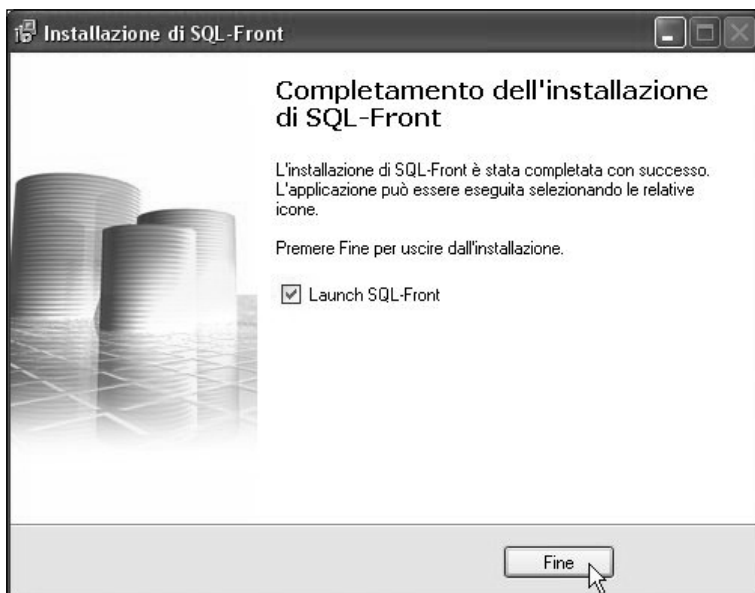 Installazione di SQL-Front
Completamento dell'installazione
di SQL-Front
L'installazione di SQL-Front è stata completata con successo.
L'applicazione può essere eseguita selezionando le relative
icone.
Premere Fine per uscire dall'installazione.
Launch SQL-Front
Fine